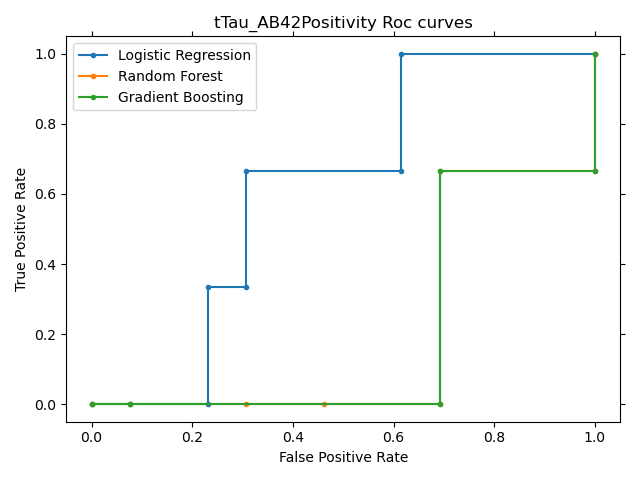 tTau_AB42Positivity Roc curves
Logistic Regression
Random Forest
Gradient Boosting
True Positive Rate
1.0
0.8
0.6
0.4
0.2
0.0
0.0 0.2 0.4 0.6 0.8 1.0
False Positive Rate